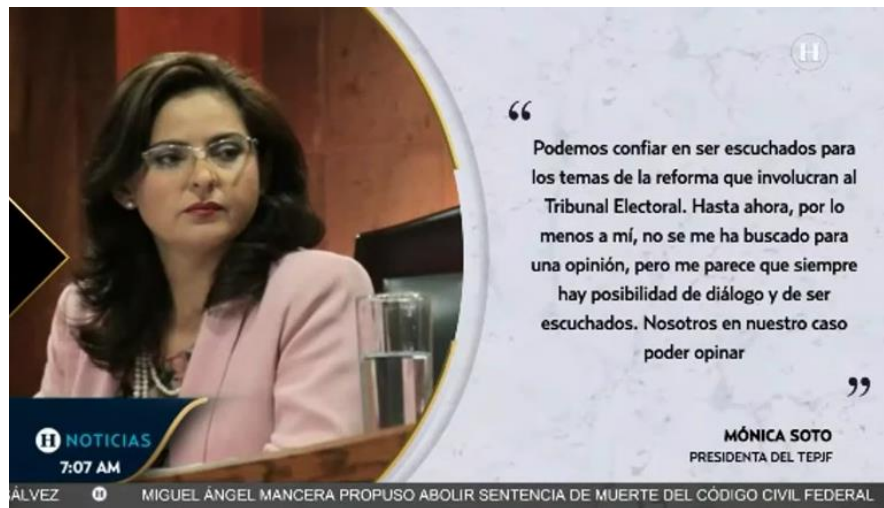 H
“
Podemos confiar en ser escuchados para
los temas de la reforma que involucran al
Tribunal Electoral. Hasta ahora, por lo
menos a mí, no se me ha buscado para
una opinión, pero me parece que siempre
hay posibilidad de diálogo y de ser
escuchados. Nosotros en nuestro caso
poder opinar
”
MÓNICA SOTO
PRESIDENTA DEL TEPJF
H NOTICIAS
7:07 AM
ÁLVEZ H MIGUEL ÁNGEL MANCERA PROPUSO ABOLIR SENTENCIA DE MUERTE DEL CÓDIGO CIVIL FEDERAL